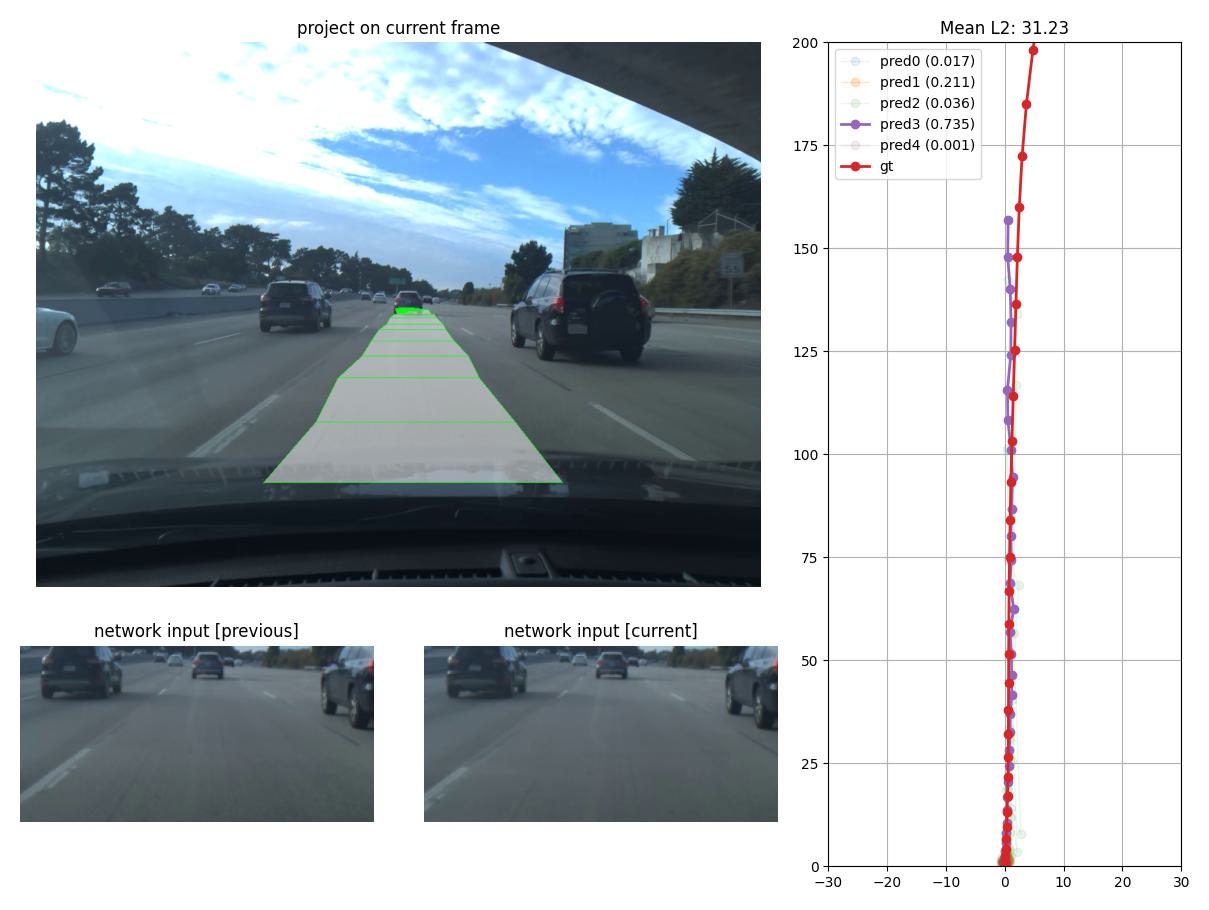 project on current frame
55
network input [previous]
network input [current]
Mean L2: 31.23
pred0 (0.017)
pred1 (0.211)
pred2 (0.036)
pred3 (0.735)
pred4 (0.001)
gt
200
175
150
125
100
75
50
25
0
−30 −20 −10 0 10 20 30